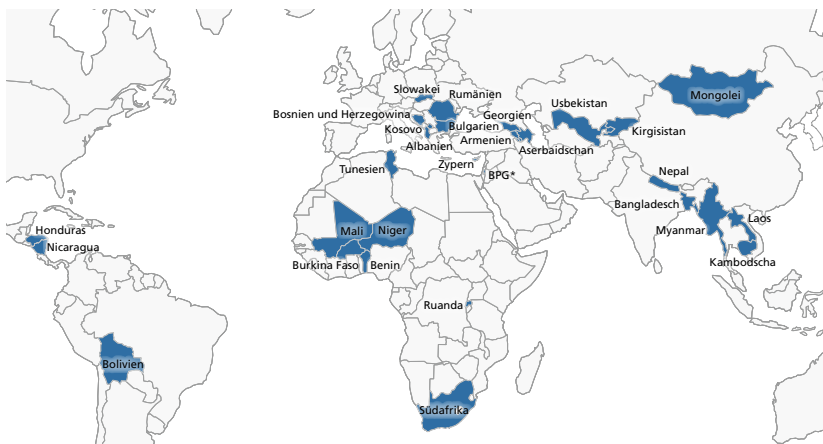 Slowakei
Rumänien
Mongolei
Usbekistan
Bosnien und Herzegowina
Georgien
Kosovo
Bulgarien
Kirgisistan
Armenien
Albanien
Aserbaidschan
Zypern
Tunesien
BPG*
Nepal
Bangladesch
Laos
Honduras
Mali
Niger
Myanmar
Nicaragua
Burkina Faso
Benin
Kambodscha
Ruanda
Bolivien
Südafrika